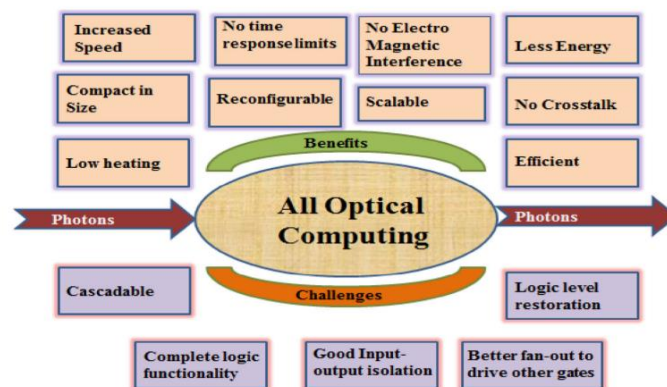 Increased
Speed
No time
response limits
No Electro
Magnetic
Interference
Less Energy
Compact in
Size
Reconfigurable
Scalable
No Crosstalk
Low heating
Benefits
Efficient
Photons
All Optical
Computing
Photons
Cascadable
Challenges
Logic level
restoration
Complete logic
functionality
Good Input-
output isolation
Better fan-out to
drive other gates